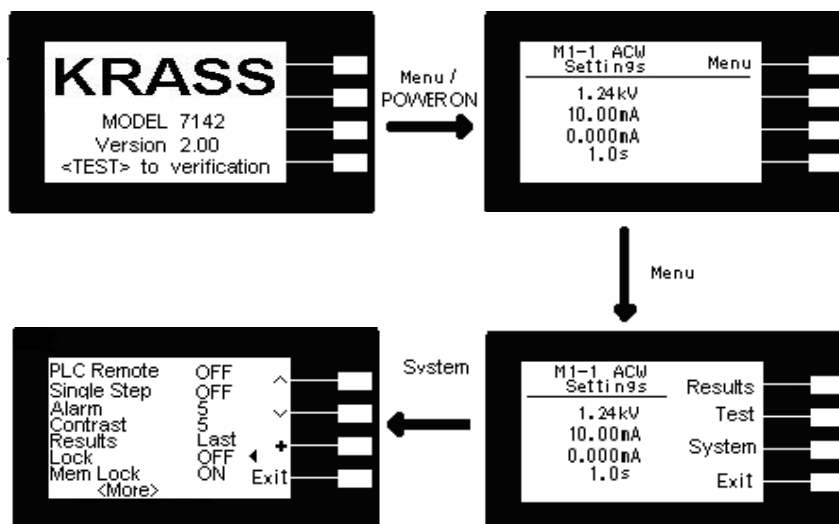 KRASS
MODEL 7142
Version 2.00
<TEST> to verification
Menu /
POWER ON
M1-1 ACW
Settings
Menu
1.24kV
10.00mA
0.000mA
1.0s
Menu
M1-1 ACW
Settings
Results
1.24kV
Test
10.00mA
System
0.000mA
1.0s
Exit
System
PLC Remote OFF ^
Single Step OFF
Alarm 5 ˅
Contrast 5
Results Last +
Lock OFF ◀
Mem Lock ON Exit
<More>